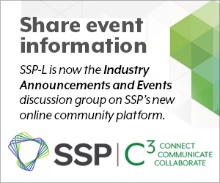 Share event
information
SSP-L is now the Industry
Announcements and Events
discussion group on SSP's new
online community platform.
SSP | C³ CONNECT
COMMUNICATE
COLLABORATE